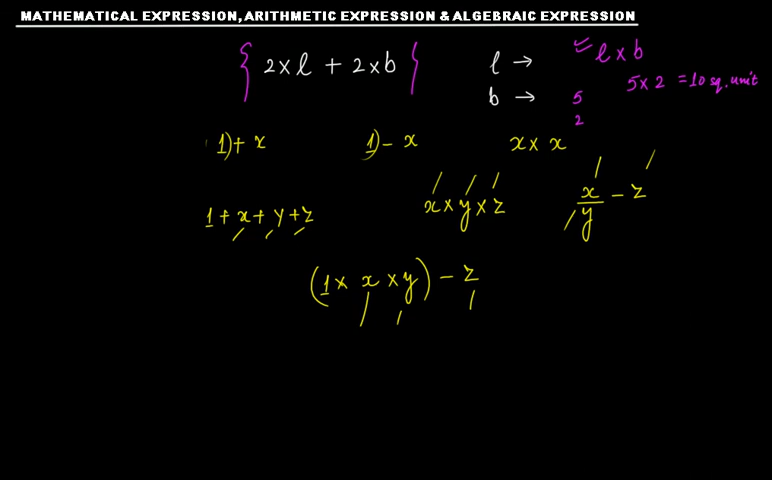 MATHEMATICAL EXPRESSION, ARITHMETIC EXPRESSION & ALGEBRAIC EXPRESSION
{ 2 x l + 2 x b } l → l x b
5 x 2 = 10 sq. unit
b → 5
2
1) + x 1) - x x x x
1 + x + y + z x x y x z x/y - z
(1 x x x y) - z